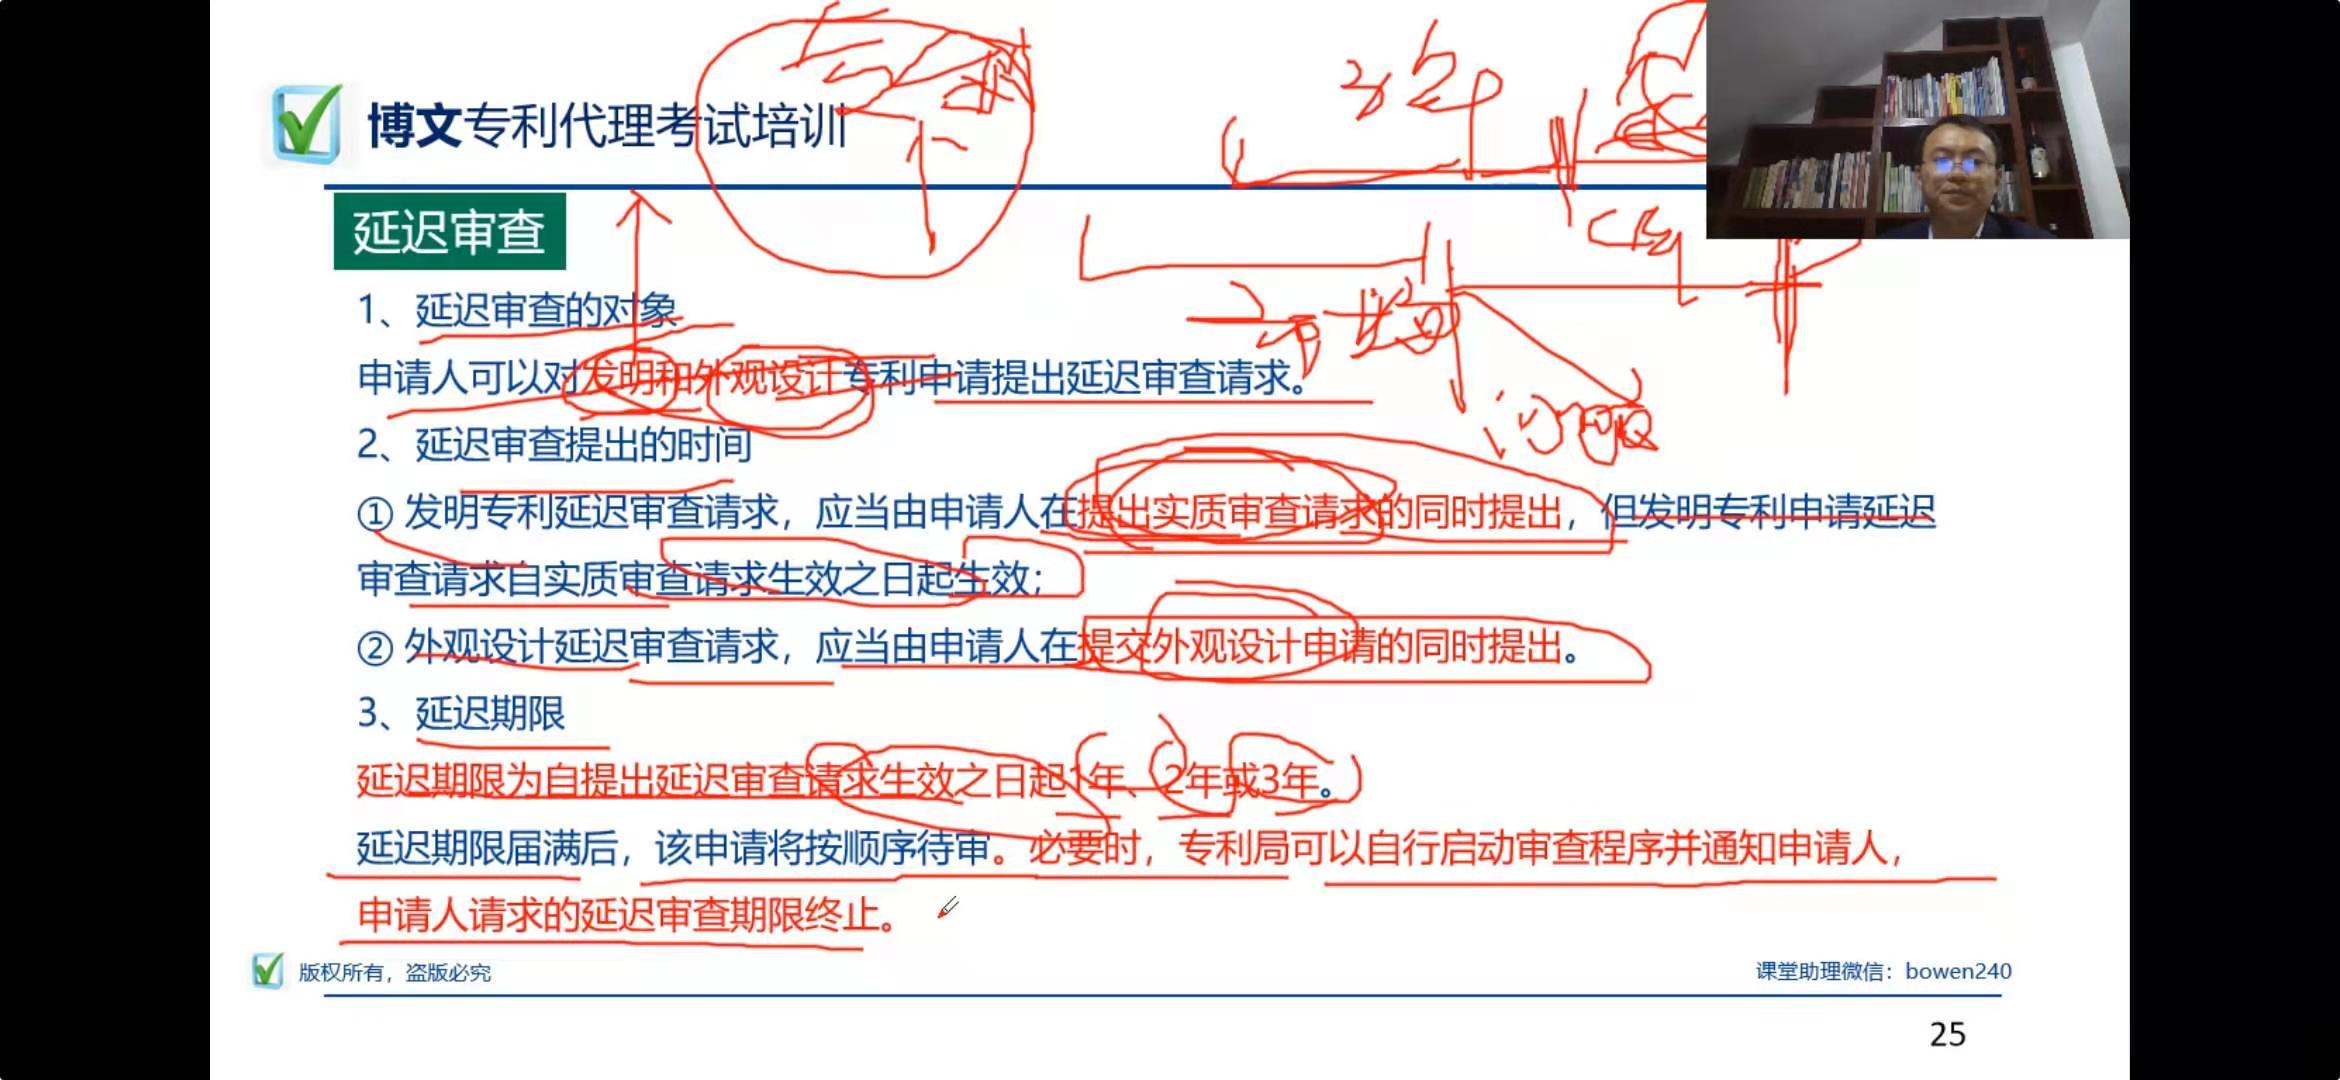 博文专利代理考试培训
延迟审查
1、延迟审查的对象
申请人可以对发明和外观设计专利申请提出延迟审查请求。
2、延迟审查提出的时间
① 发明专利延迟审查请求，应当由申请人在提出实质审查请求的同时提出，但发明专利申请延迟
审查请求自实质审查请求生效之日起生效；
② 外观设计延迟审查请求，应当由申请人在提交外观设计申请的同时提出。
3、延迟期限
延迟期限为自提出延迟审查请求生效之日起1年、2年或3年。
延迟期限届满后，该申请将按顺序待审。必要时，专利局可以自行启动审查程序并通知申请人，
申请人请求的延迟审查期限终止。
版权所有，盗版必究
课堂助理微信：bowen240
25